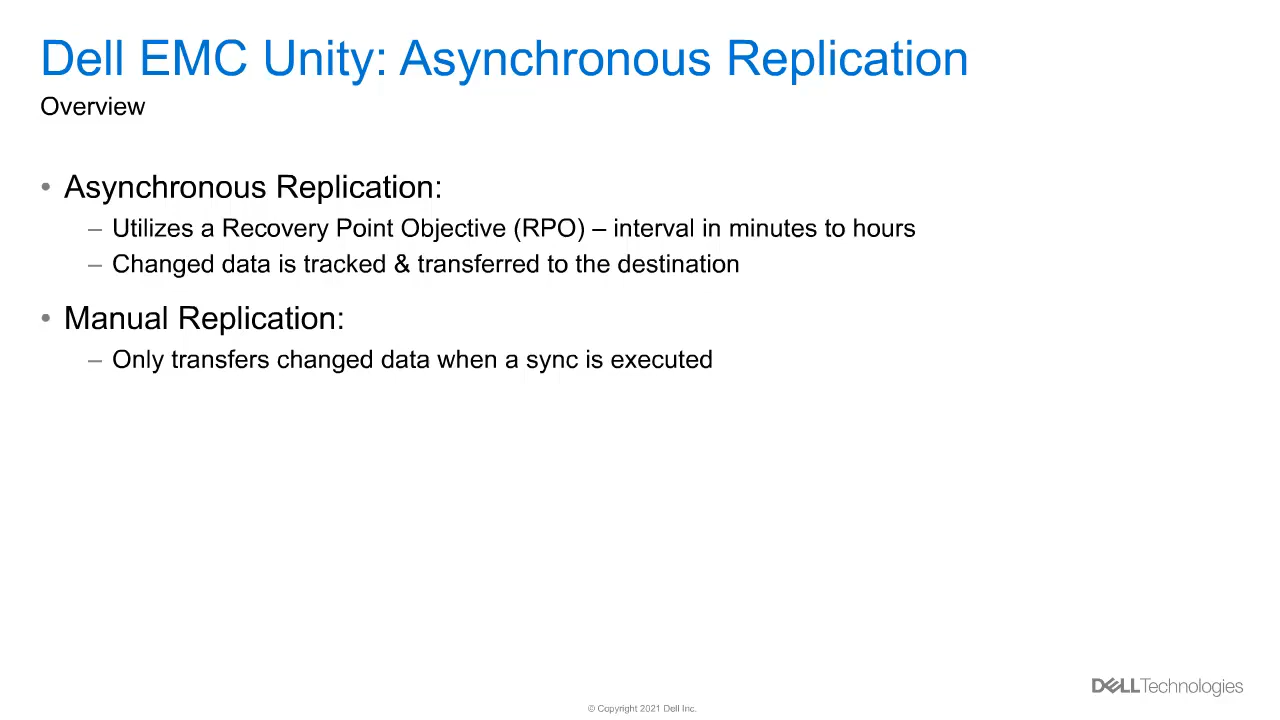 Dell EMC Unity: Asynchronous Replication
Overview
• Asynchronous Replication:
– Utilizes a Recovery Point Objective (RPO) – interval in minutes to hours
– Changed data is tracked & transferred to the destination
• Manual Replication:
– Only transfers changed data when a sync is executed
DELLTechnologies
© Copyright 2021 Dell Inc.